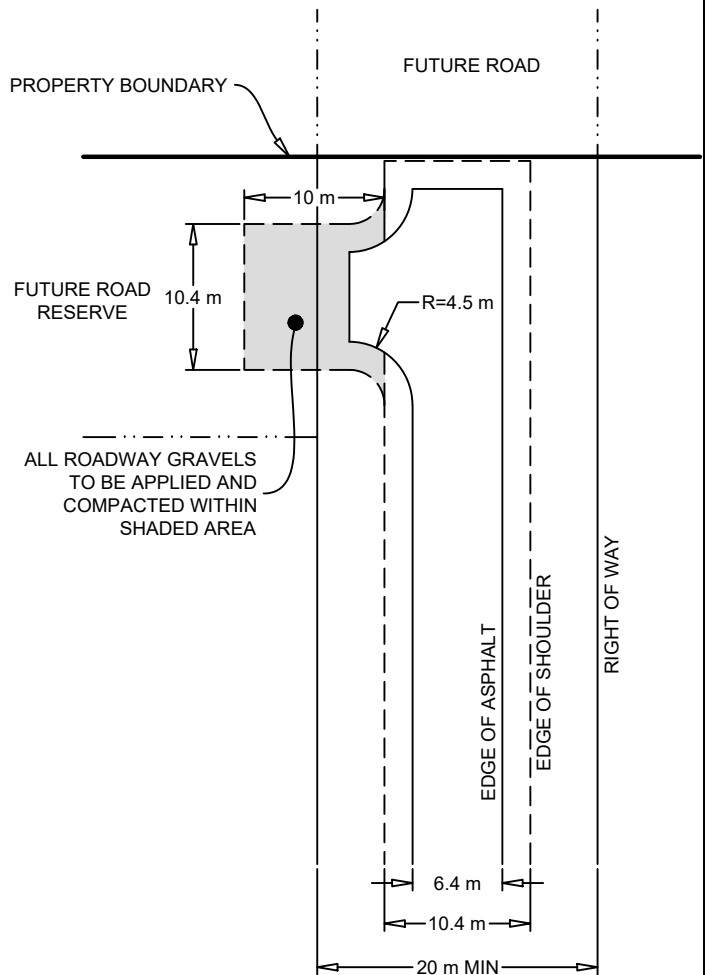 FUTURE ROAD
PROPERTY BOUNDARY
10 m
FUTURE ROAD
RESERVE
10.4 m
R=4.5 m
ALL ROADWAY GRAVELS
TO BE APPLIED AND
COMPACTED WITHIN
SHADED AREA
EDGE OF ASPHALT
EDGE OF SHOULDER
RIGHT OF WAY
6.4 m
10.4 m
20 m MIN